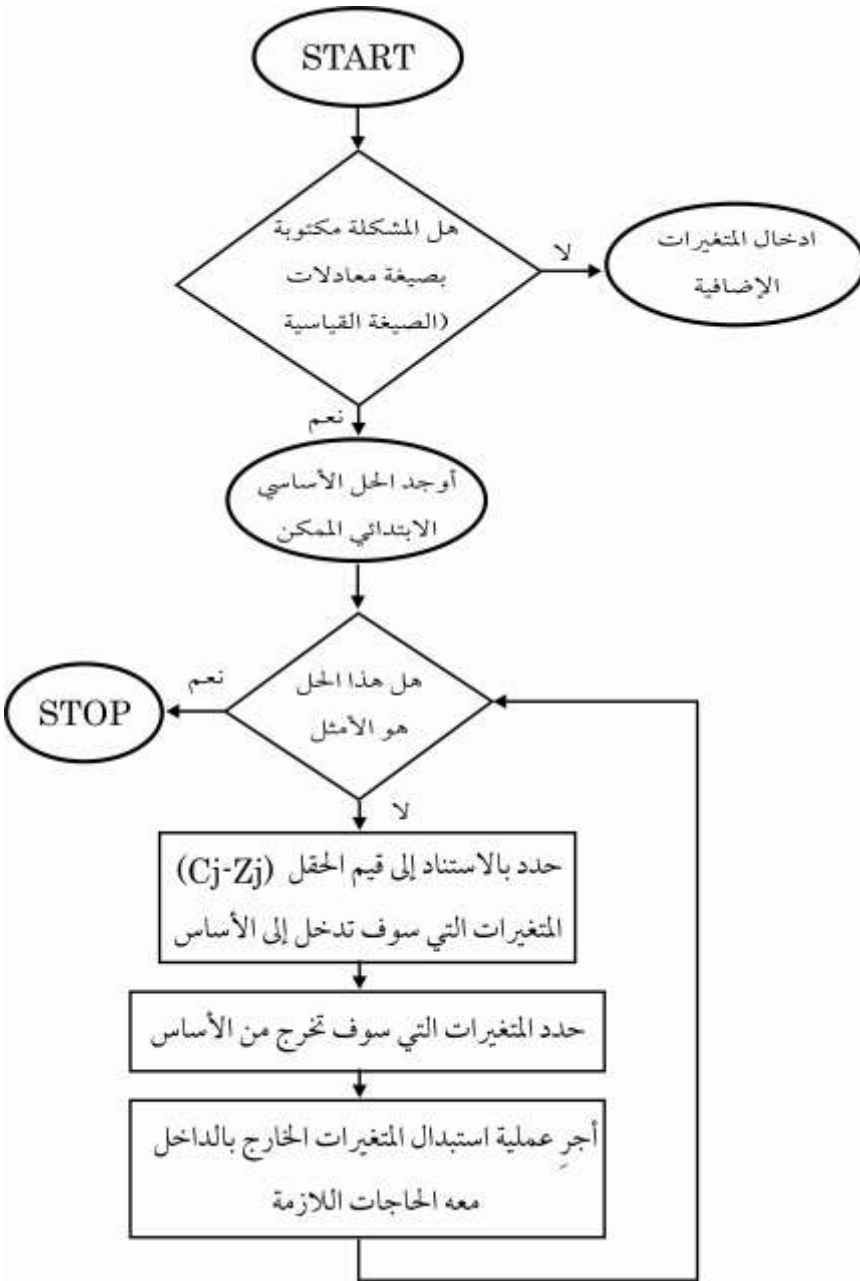 START
هل المشكلة مكتوبة
بصيغة معادلات
(الصيغة القياسية
لا
ادخال المتغيرات
الإضافية
نعم
أوجد الحل الأساسي
الابتدائي الممكن
هل هذا الحل
هو الأمثل
نعم
STOP
لا
حدد بالاستناد إلى قيم الحقل (Cj-Zj)
المتغيرات التي سوف تدخل إلى الأساس
حدد المتغيرات التي سوف تخرج من الأساس
أجرِ عملية استبدال المتغيرات الخارج بالداخل
معه الحاجات اللازمة